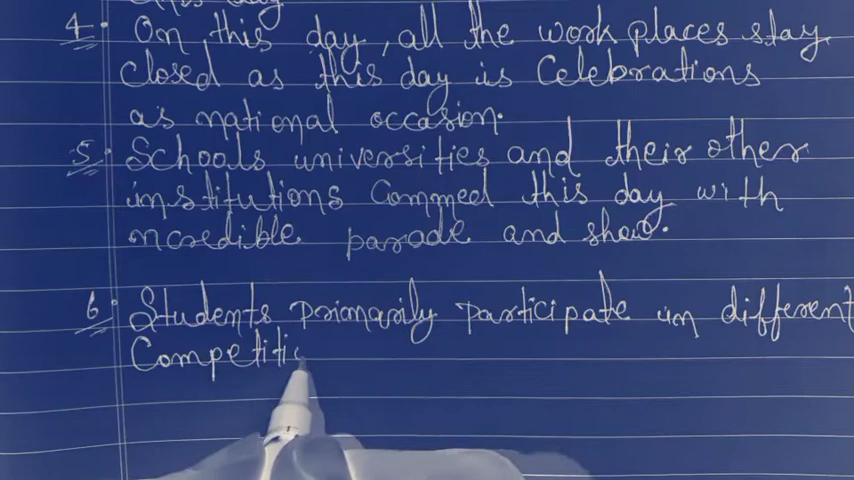 4. On this day, all the work places stay
closed as this day is Celebrations
as national occasion.
5. Schools universities and their other
institutions Commed this day with
incredible parade and show.
6. Students primarily participate in different
Competitio